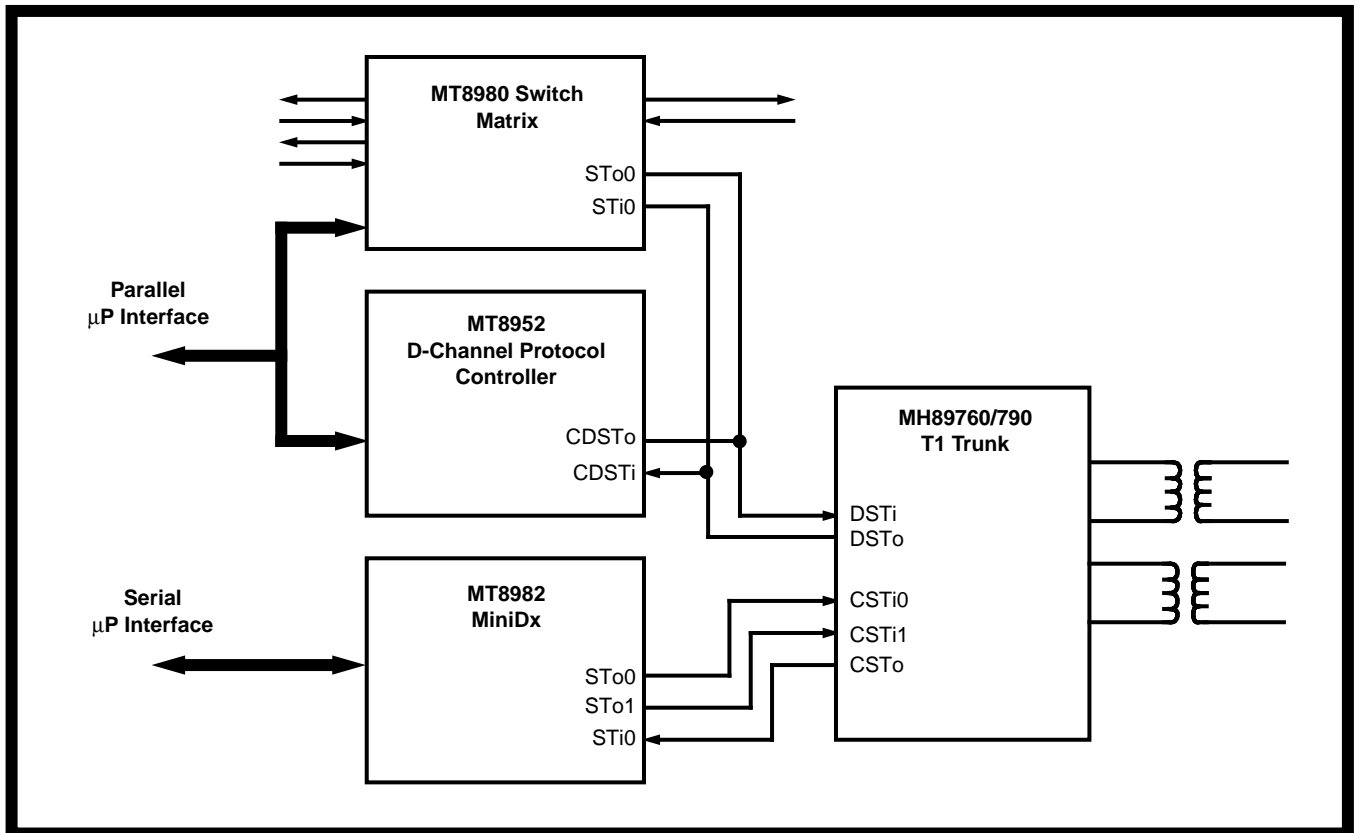 MT8980 Switch
Matrix
STo0
STi0
Parallel
μP Interface
MT8952
D-Channel Protocol
Controller
CDSTo
CDSTi
MH89760/790
T1 Trunk
DSTi
DSTo
CSTi0
CSTi1
CSTo
Serial
μP Interface
MT8982
MiniDx
STo0
STo1
STi0